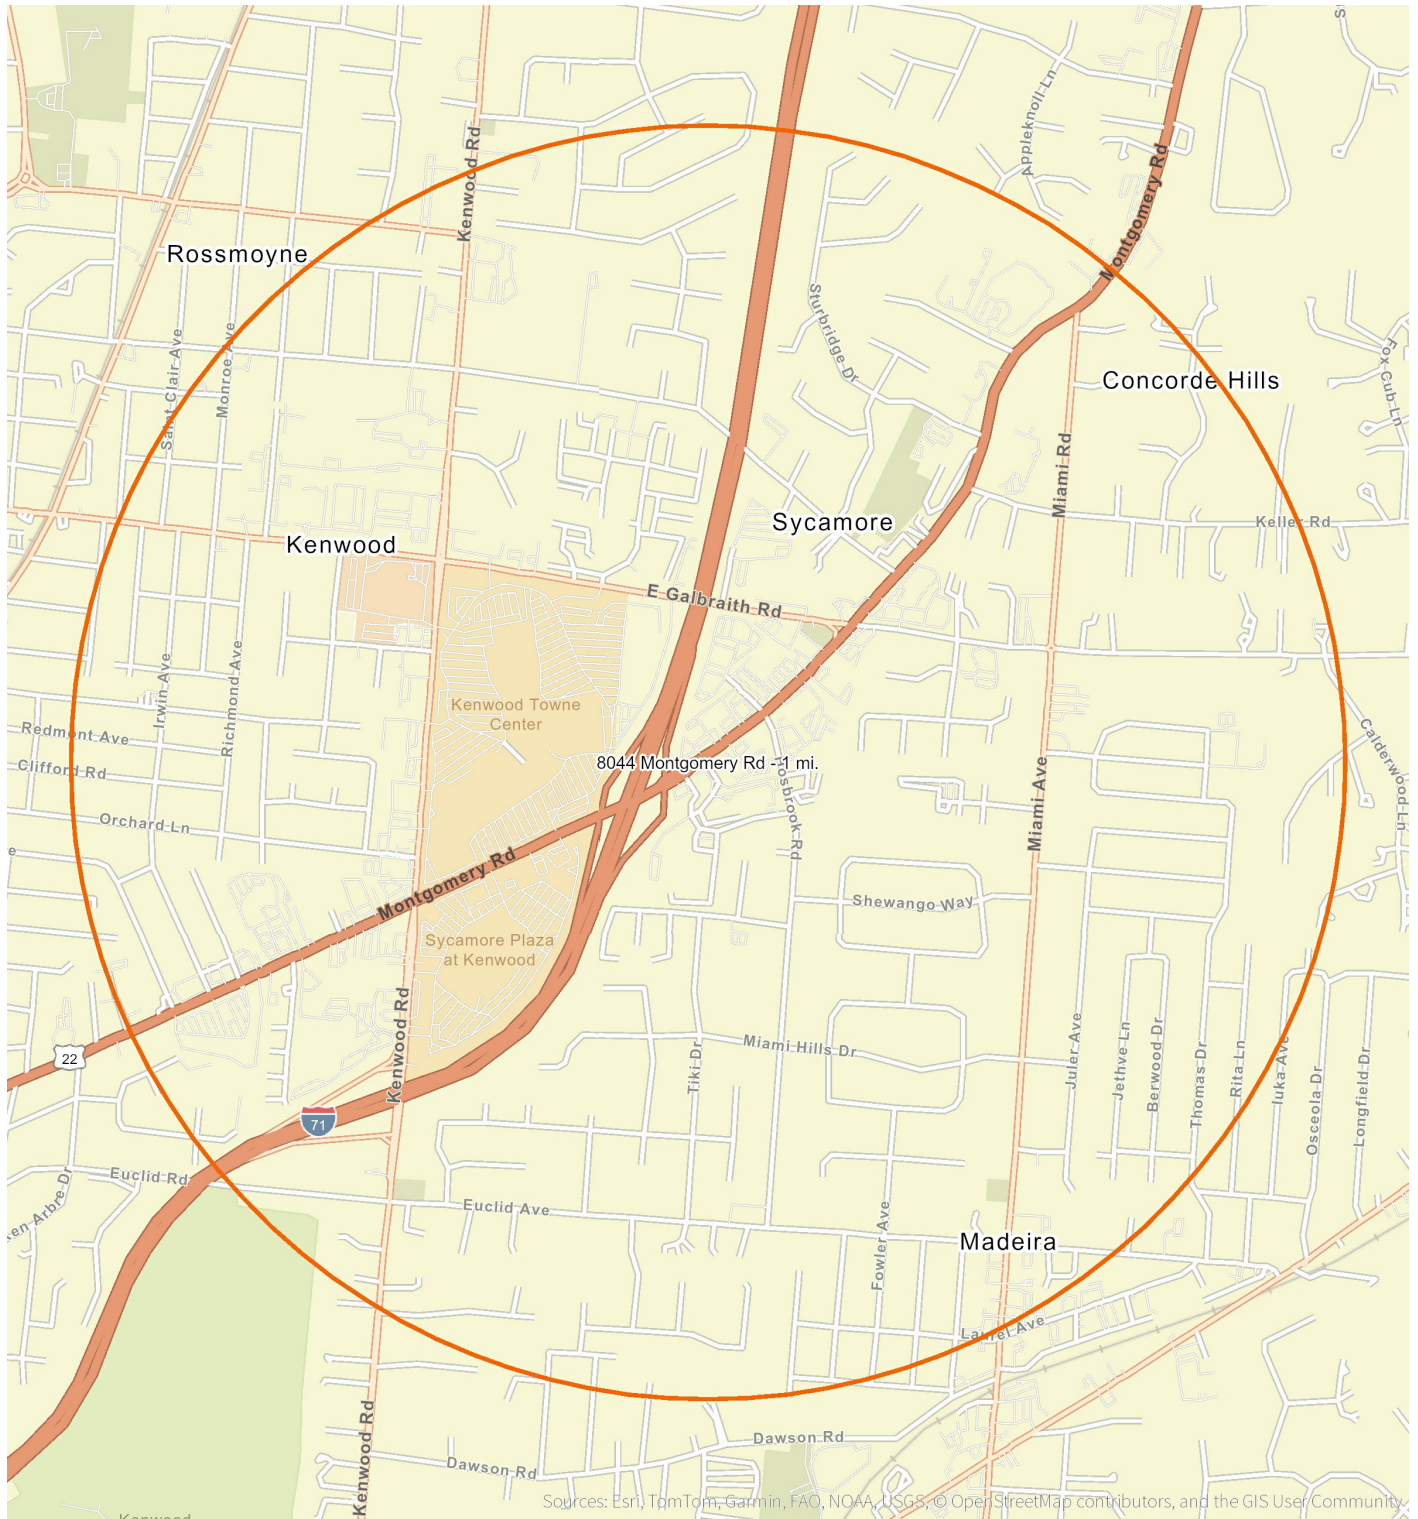 Appleknoll Ln
Kenwood Rd
Montgomery Rd
Rossmoyne
Sturbridge Dr
Saint Clair Ave
Monroe Ave
Concorde Hills
Fox Cub Ln
Miami Rd
Sycamore
Keller Rd
Kenwood
E Galbraith Rd
Irwin Ave
Richmond Ave
Kenwood Towne
Center
Redmont Ave
Clifford Rd
8044 Montgomery Rd - 1 mi.
Calderwood Ln
Miami Ave
Orchard Ln
Montgomery Rd
Shewango Way
Sycamore Plaza
at Kenwood
Kenwood Rd
22
Miami Hills Dr
Tiki Dr
Juler Ave
Jethve Ln
Berwood Dr
Thomas Dr
Rita Ln
Iuka Ave
Osceola Dr
Longfield Dr
71
Euclid Rd
Euclid Ave
Fowler Ave
Madeira
Laurel Ave
Kenwood Rd
Dawson Rd
Dawson Rd
Sources: Esri, TomTom, Garmin, FAO, NOAA, USGS, © OpenStreetMap contributors, and the GIS User Community